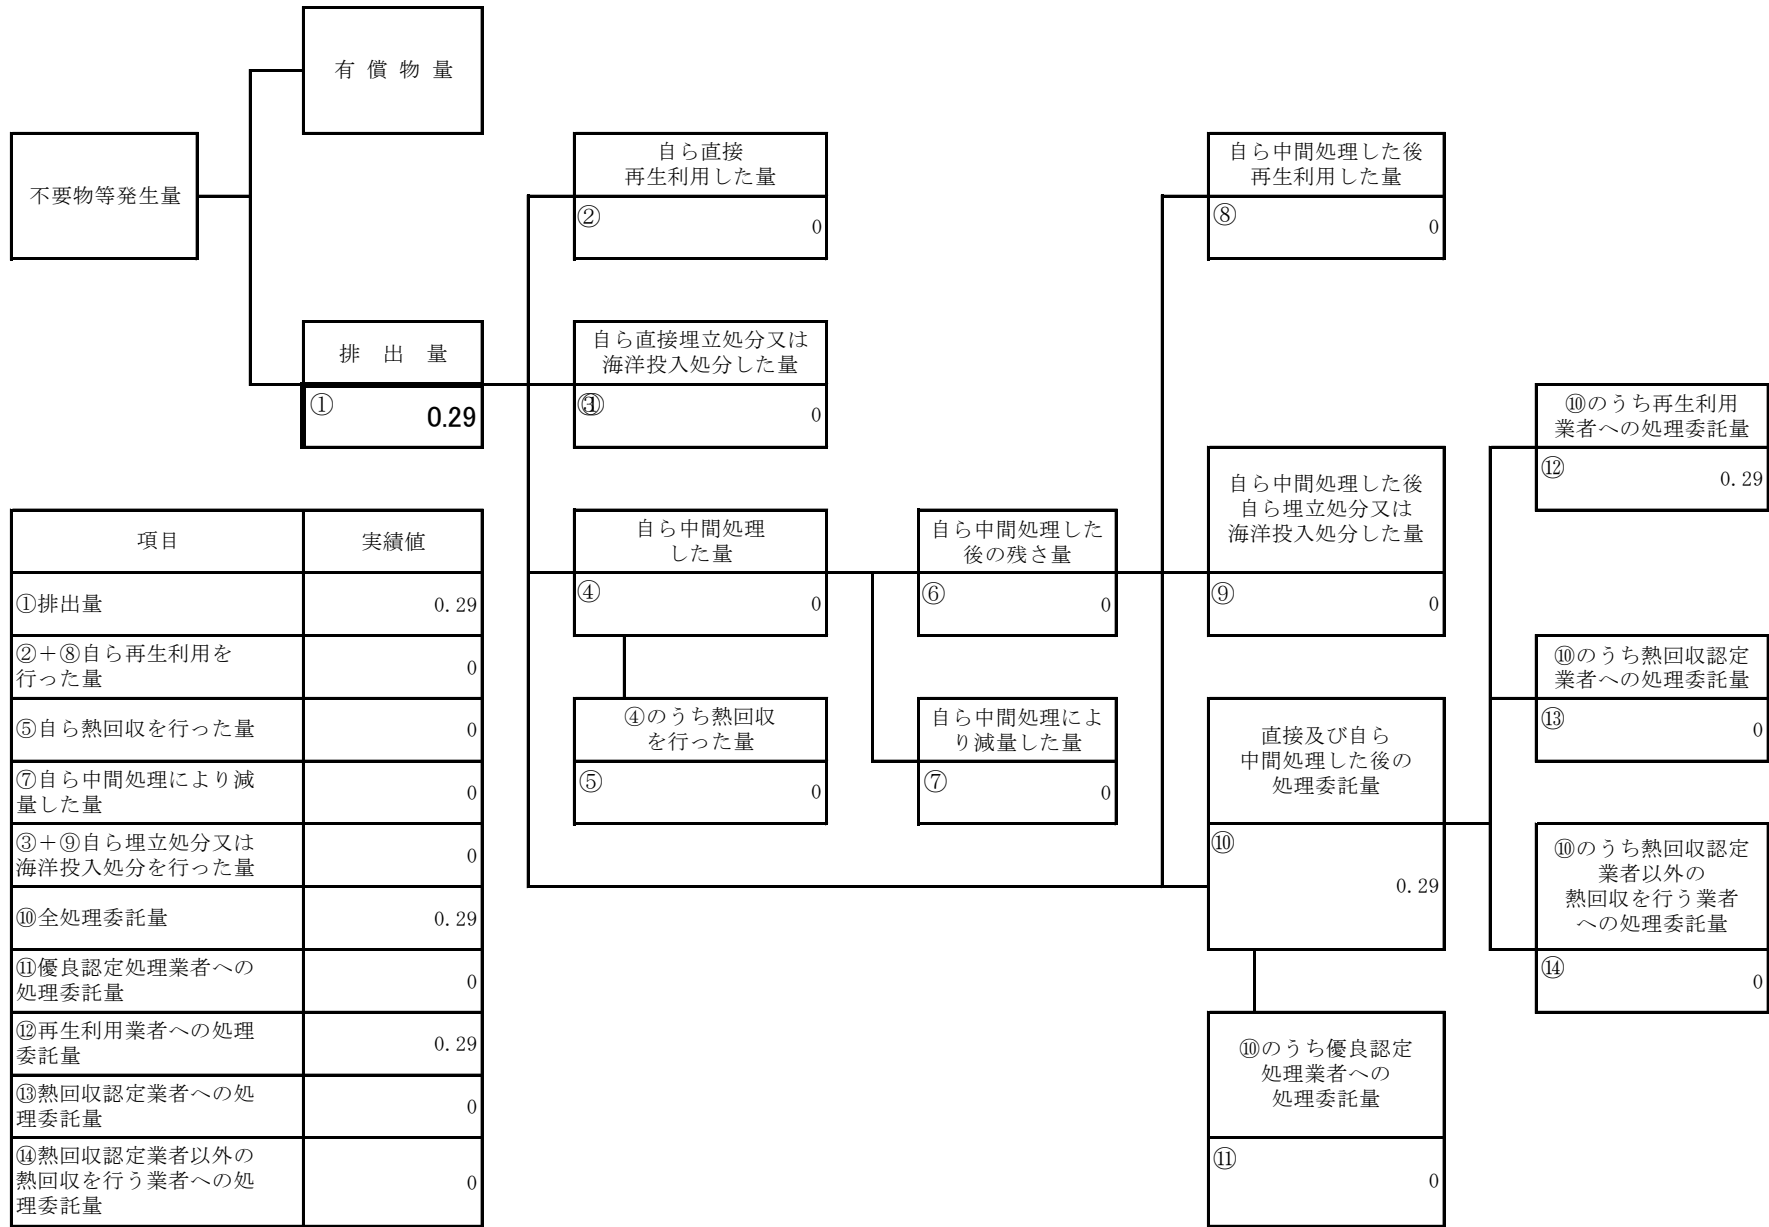 有償物量
不要物等発生量
排出量
① 0.29
自ら直接
再生利用した量
② 0
自ら直接埋立処分又は
海洋投入処分した量
③ 0
自ら中間処理
した量
④ 0
④のうち熱回収
を行った量
⑤ 0
自ら中間処理した
後の残さ量
⑥ 0
自ら中間処理によ
り減量した量
⑦ 0
自ら中間処理した後
再生利用した量
⑧ 0
自ら中間処理した後
自ら埋立処分又は
海洋投入処分した量
⑨ 0
直接及び自ら
中間処理した後の
処理委託量
⑩
0.29
⑩のうち優良認定
処理業者への
処理委託量
⑪ 0
⑩のうち再生利用
業者への処理委託量
⑫ 0.29
⑩のうち熱回収認定
業者への処理委託量
⑬ 0
⑩のうち熱回収認定
業者以外の
熱回収を行う業者
への処理委託量
⑭ 0
項目 実績値
①排出量 0.29
②＋⑧自ら再生利用を
行った量 0
⑤自ら熱回収を行った量 0
⑦自ら中間処理により減
量した量 0
③＋⑨自ら埋立処分又は
海洋投入処分を行った量 0
⑩全処理委託量 0.29
⑪優良認定処理業者への
処理委託量 0
⑫再生利用業者への処理
委託量 0.29
⑬熱回収認定業者への処
理委託量 0
⑭熱回収認定業者以外の
熱回収を行う業者への処
理委託量 0